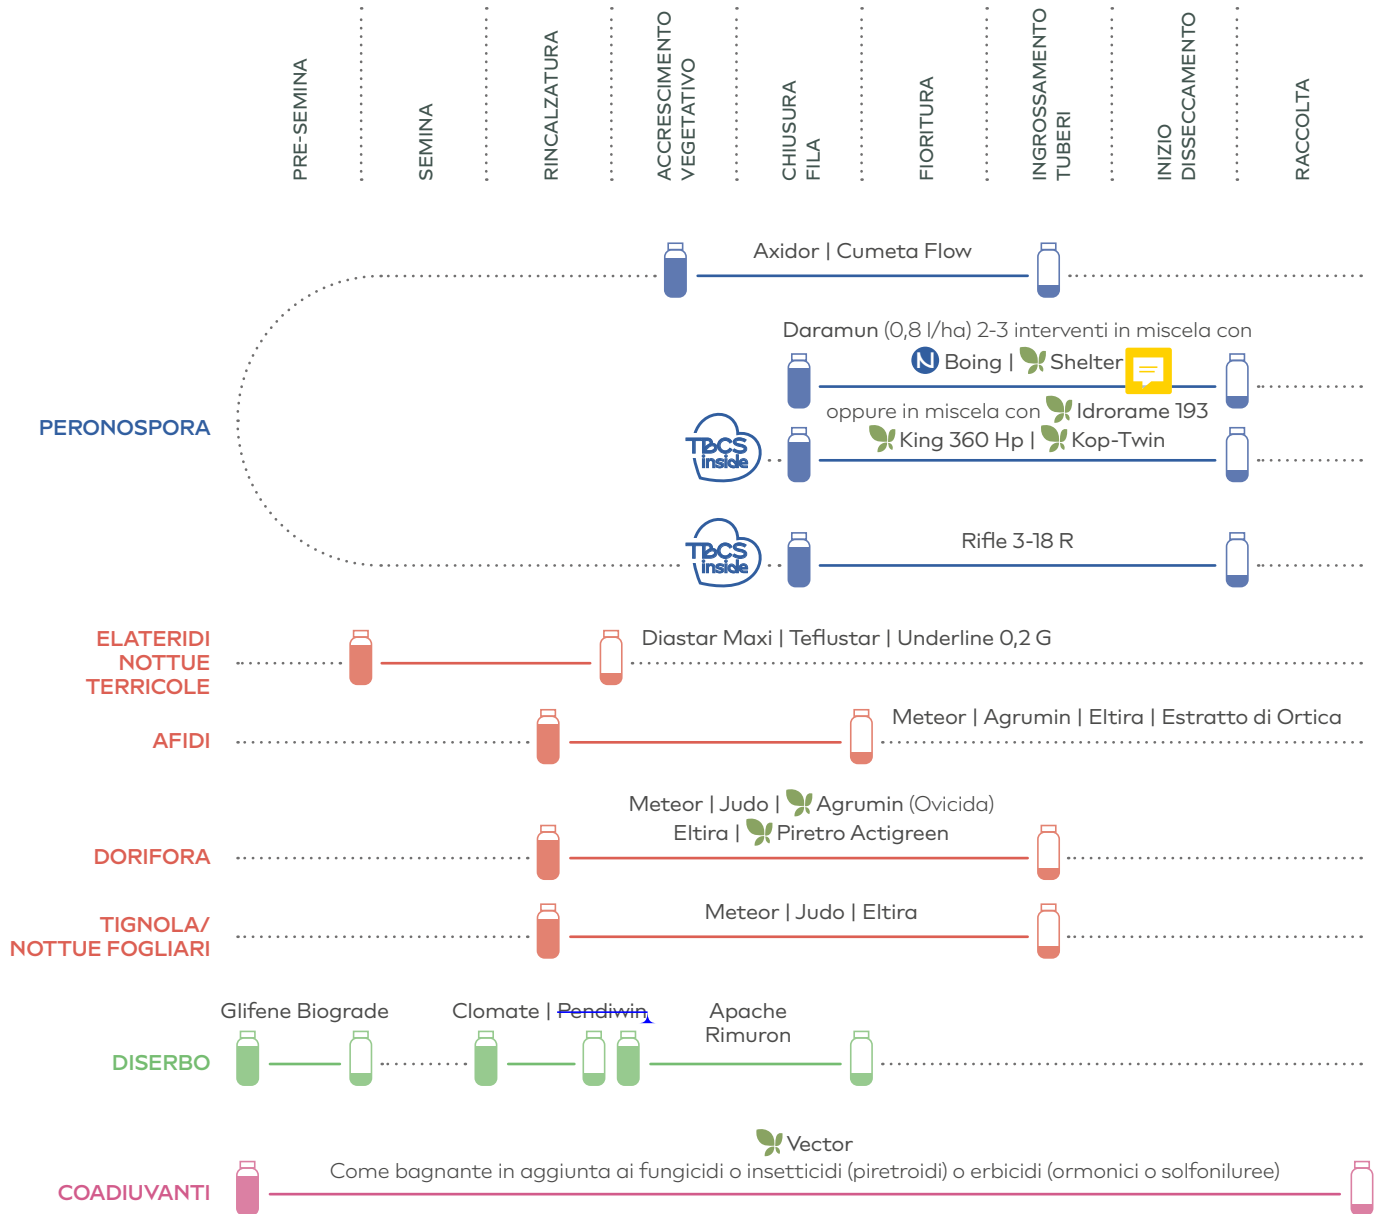 PRE-SEMINA
SEMINA
RINCALZATURA
ACCRESCIMENTO
VEGETATIVO
CHIUSURA
FILA
FIORITURA
INGROSSAMENTO
TUBERI
INIZIO
DISSECCAMENTO
RACCOLTA
PERONOSPORA
Axidor | Cumeta Flow
Daramun (0,8 l/ha) 2-3 interventi in miscela con
N Boing | Shelter
oppure in miscela con Idrorame 193
TBCS
inside
King 360 Hp | Kop-Twin
TBCS
inside
Rifle 3-18 R
ELATERIDI
NOTTUE
TERRICOLE
Diastar Maxi | Teflustar | Underline 0,2 G
AFIDI
Meteor | Agrumin | Eltira | Estratto di Ortica
DORIFORA
Meteor | Judo | Agrumin (Ovicida)
Eltira | Piretro Actigreen
TIGNOLA/
NOTTUE FOGLIARI
Meteor | Judo | Eltira
DISERBO
Glifene Biograde
Clomate | Pendiwin
Apache
Rimuron
COADIUVANTI
Vector
Come bagnante in aggiunta ai fungicidi o insetticidi (piretroidi) o erbicidi (ormonici o solfoniluree)